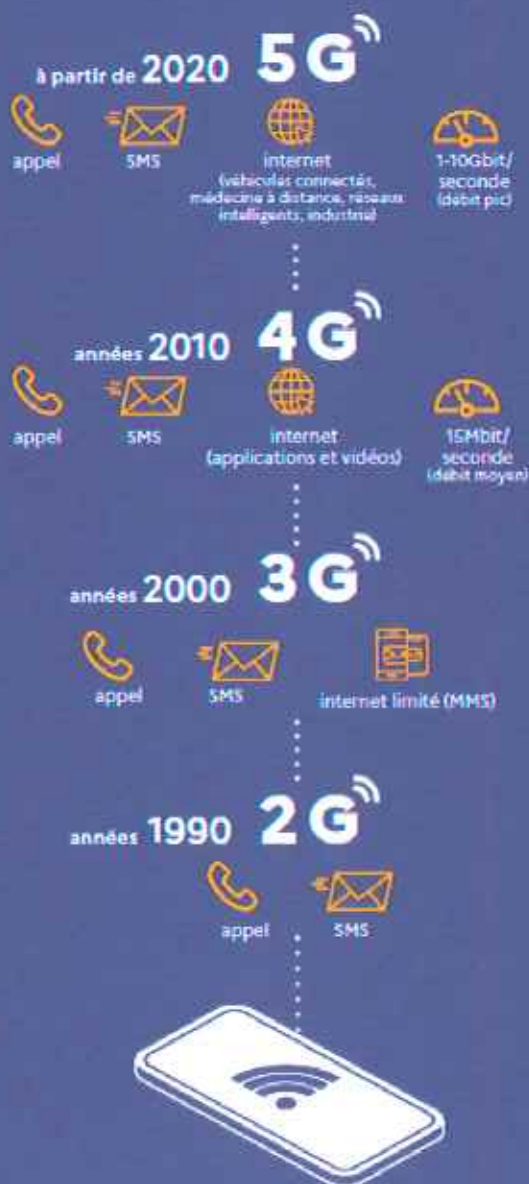 à partir de 2020 5G
appel
SMS
internet
(véhicules connectés,
médecine à distance, réseaux
intelligents, industrie)
1-10Gbit/
seconde
(débit pic)
années 2010 4G
appel
SMS
internet
(applications et vidéos)
15Mbit/
seconde
(débit moyen)
années 2000 3G
appel
SMS
internet limité (MMS)
années 1990 2G
appel
SMS